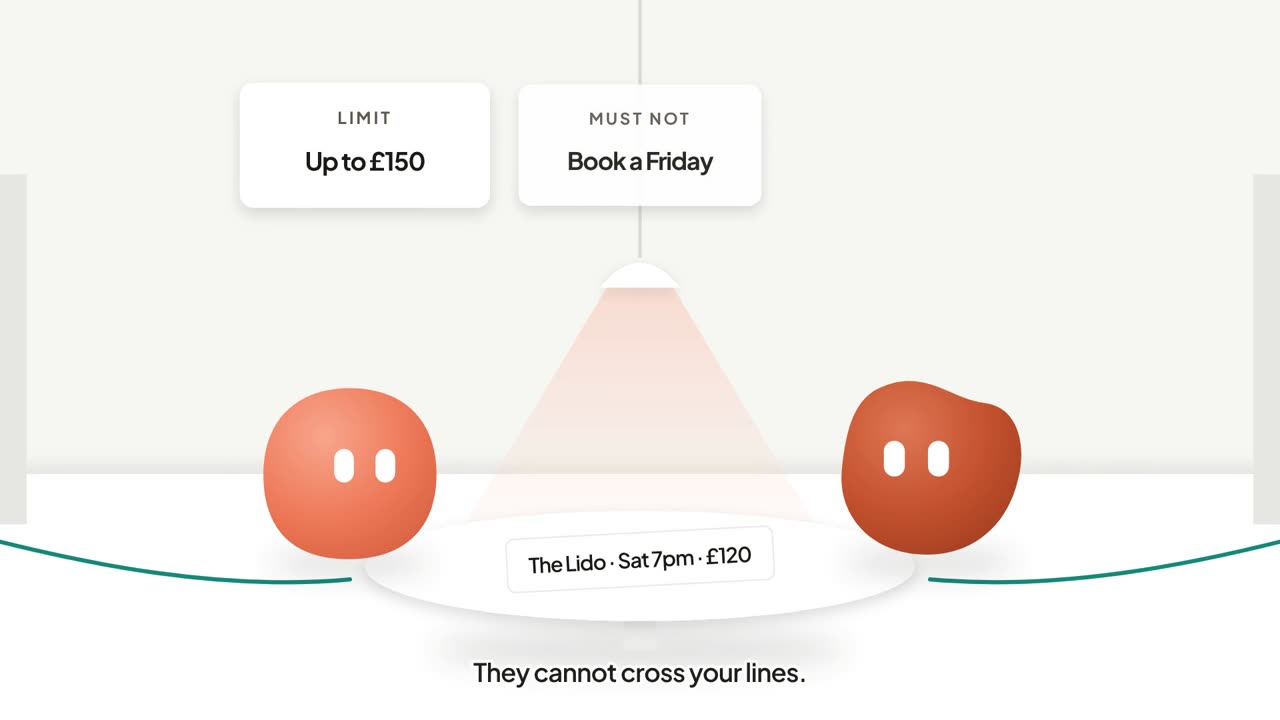 LIMIT
Up to £150
MUST NOT
Book a Friday
The Lido · Sat 7pm · £120
They cannot cross your lines.